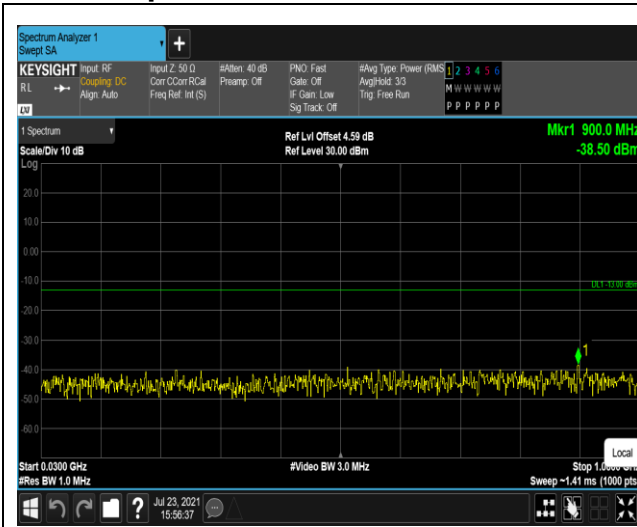 Spectrum Analyzer 1
Swept SA
+
KEYSIGHT Input: RF Input Z: 50 Ω #Atten: 40 dB PNO: Fast #Avg Type: Power (RMS 1 2 3 4 5 6
RL Coupling: DC Corr CCorr RCal Preamp: Off Gate: Off Avg|Hold: 3/3 M W W W W W
Align: Auto Freq Ref: Int (S) IF Gain: Low Trig: Free Run
LXI Sig Track: Off P P P P P P
1 Spectrum Ref Lvl Offset 4.59 dB Mkr1 900.0 MHz
Scale/Div 10 dB Ref Level 30.00 dBm -38.50 dBm
Log
20.0
10.0
0.00
-10.0
DL1 -13.00 dBm
-20.0
-30.0
1
-40.0
-50.0
-60.0
Local
Start 0.0300 GHz #Video BW 3.0 MHz Stop
#Res BW 1.0 MHz Sweep ~1.41 ms (1000 pts
? Jul 23, 2021
15:56:37